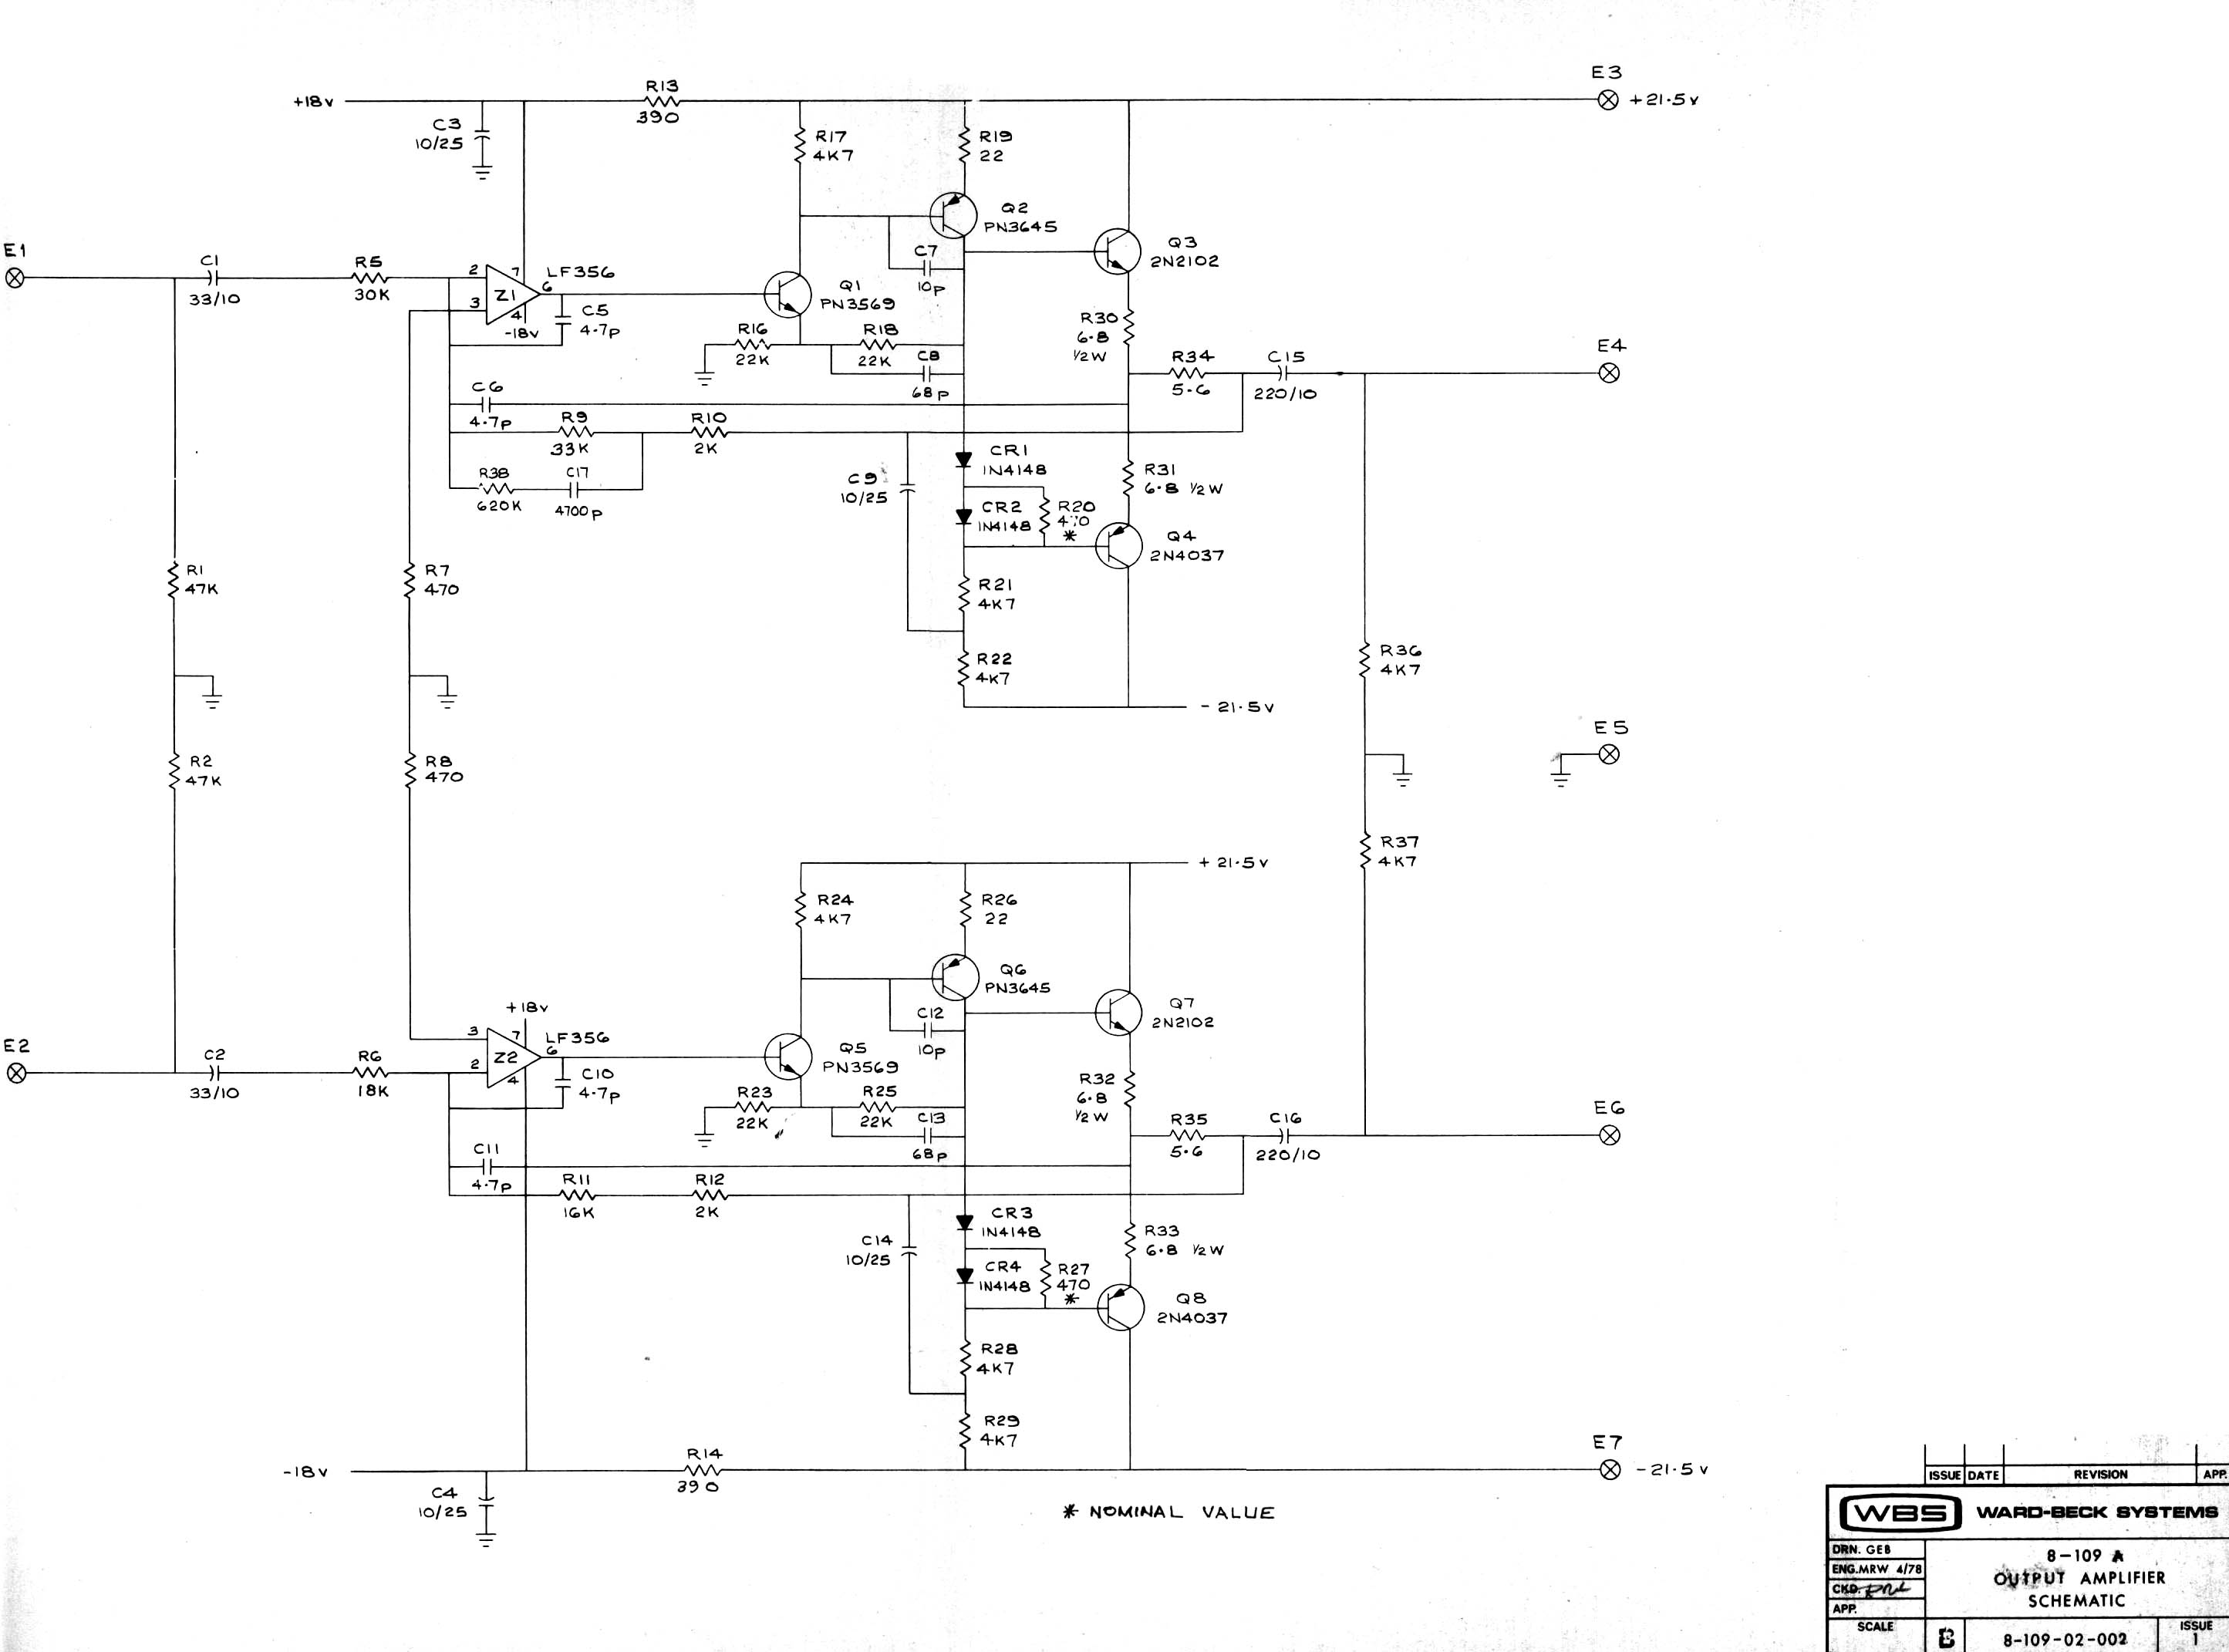 E3
+21.5v
+18v
R13
390
C3
10/25
R17
4K7
R19
22
Q2
PN3645
Q3
2N2102
E1
C1
33/10
R5
30K
2
7
LF356
6
Z1
3
4
-18v
C5
4.7p
Q1
PN3569
C7
10p
R16
22K
R18
22K
C8
68p
R30
6.8
½W
R34
5.6
C15
220/10
E4
C6
4.7p
R9
33K
R10
2K
R38
620K
C17
4700p
C9
10/25
CR1
1N4148
CR2
1N4148
R20
470
*
R31
6.8 ½W
Q4
2N4037
R1
47K
R7
470
R21
4K7
R22
4K7
- 21.5v
R36
4K7
E5
R2
47K
R8
470
R37
4K7
+ 21.5v
R24
4K7
R26
22
Q6
PN3645
Q7
2N2102
E2
C2
33/10
R6
18K
+18v
3
7
LF356
6
Z2
2
4
C10
4.7p
Q5
PN3569
C12
10p
R23
22K
R25
22K
C13
68p
R32
6.8
½W
R35
5.6
C16
220/10
E6
C11
4.7p
R11
16K
R12
2K
C14
10/25
CR3
1N4148
CR4
1N4148
R27
470
*
R33
6.8 ½W
Q8
2N4037
R28
4K7
R29
4K7
-18v
R14
390
C4
10/25
E7
-21.5v
* NOMINAL VALUE
ISSUE DATE REVISION APP.
WBS WARD-BECK SYSTEMS
DRN. GEB
ENG.MRW 4/78
CKD.
APP.
8-109 A
OUTPUT AMPLIFIER
SCHEMATIC
SCALE
B
8-109-02-002
ISSUE
1